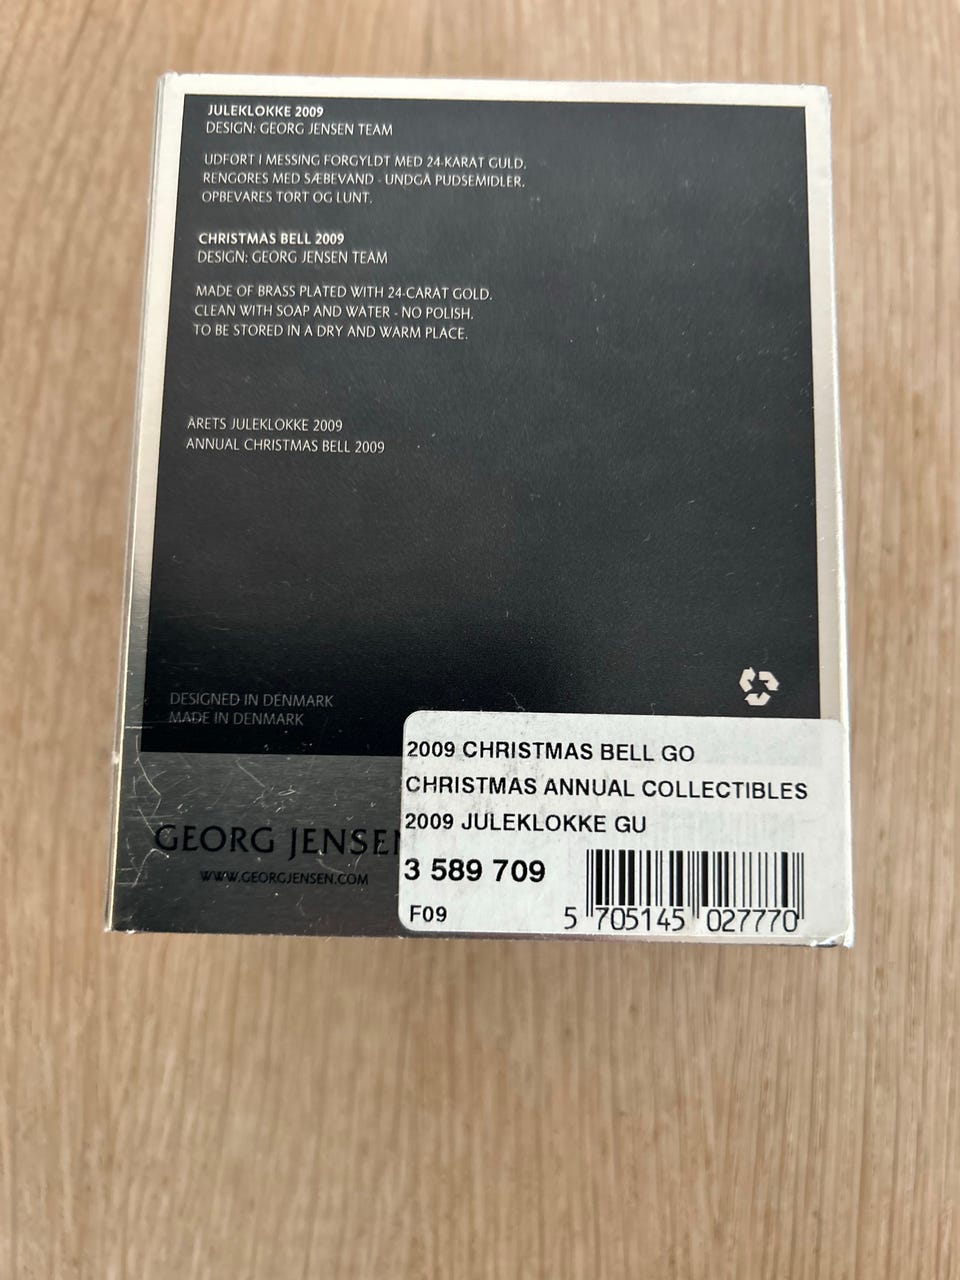 JULEKLOKKE 2009
DESIGN: GEORG JENSEN TEAM
UDFORT I MESSING FORGYLDT MED 24-KARAT GULD.
RENGORES MED SÆBEVAND - UNDGÅ PUDSEMIDLER.
OPBEVARES TORT OG LUNT.
CHRISTMAS BELL 2009
DESIGN: GEORG JENSEN TEAM
MADE OF BRASS PLATED WITH 24-CARAT GOLD.
CLEAN WITH SOAP AND WATER - NO POLISH.
TO BE STORED IN A DRY AND WARM PLACE.
ÅRETS JULEKLOKKE 2009
ANNUAL CHRISTMAS BELL 2009
DESIGNED IN DENMARK
MADE IN DENMARK
GEORG JENSEN
WWW.GEORGJENSEN.COM
2009 CHRISTMAS BELL GO
CHRISTMAS ANNUAL COLLECTIBLES
2009 JULEKLOKKE GU
3 589 709
F09
5 705145 027770